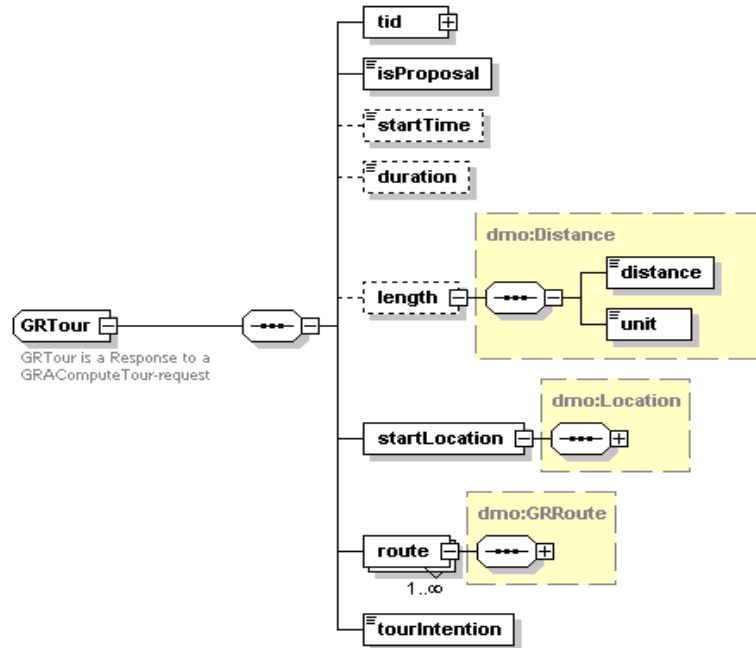 tid
isProposal
startTime
duration
dmo:Distance
distance
length
unit
GRTour
GRTour is a Response to a
GRAComputeTour-request
dmo:Location
startLocation
dmo:GRRoute
route
1..∞
tourIntention